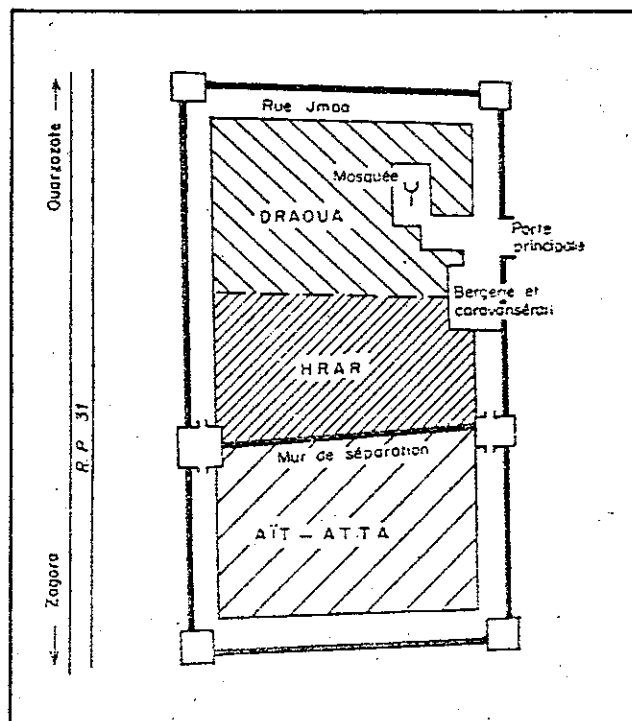 Ouarzazate
Rue Jmaa
Mosquée
DRAOUA
Porte
principale
Bergerie et
caravansérail
HRAR
R.P 31
Mur de séparation
AÏT - ATTA
Zagora